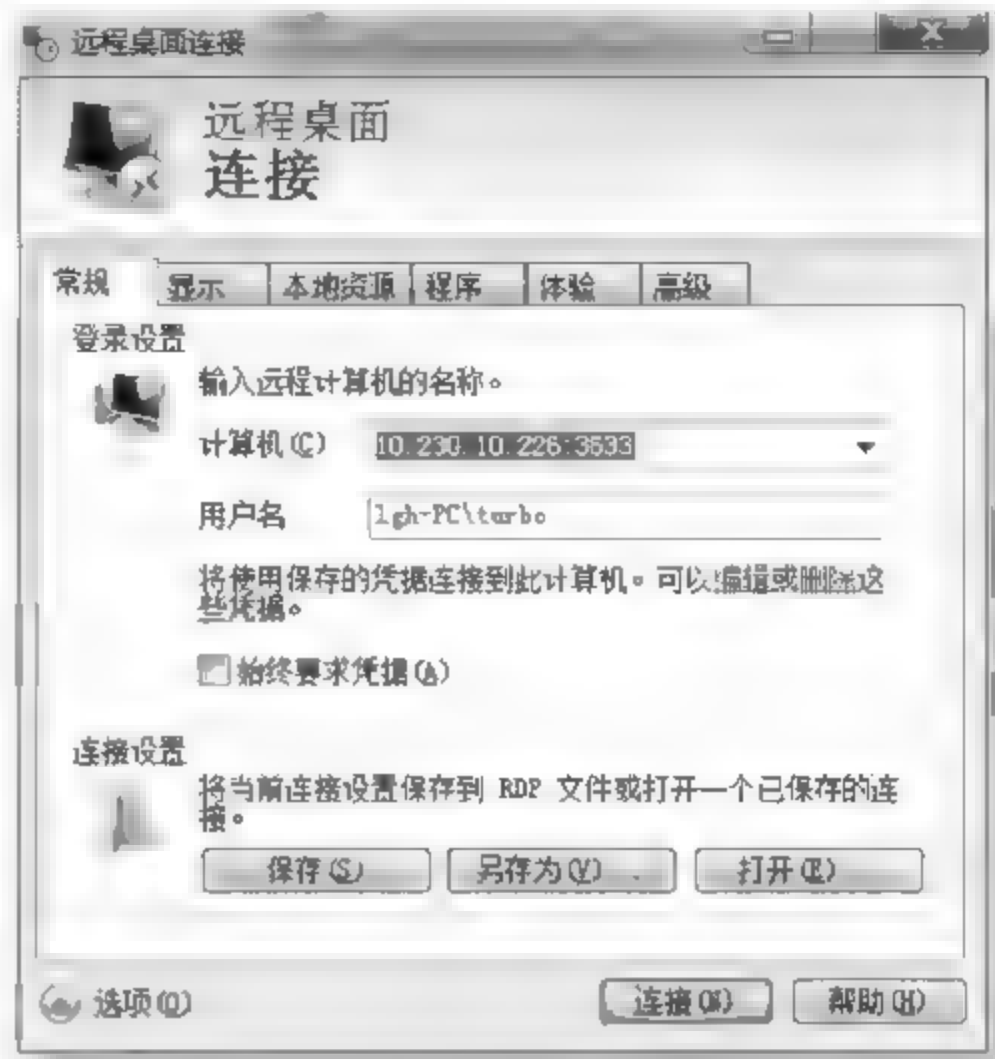 远程桌面连接
远程桌面
连接
常规 显示 本地资源 程序 体验 高级
登录设置
输入远程计算机的名称。
计算机(C) 10.230.10.226:3633
用户名 lgh-PC\turbo
将使用保存的凭据连接到此计算机。可以编辑或删除这
些凭据。
始终要求凭据(A)
连接设置
将当前连接设置保存到 RDP 文件或打开一个已保存的连
接。
保存(S) 另存为(V) 打开(E)
选项(O) 连接(N) 帮助(H)